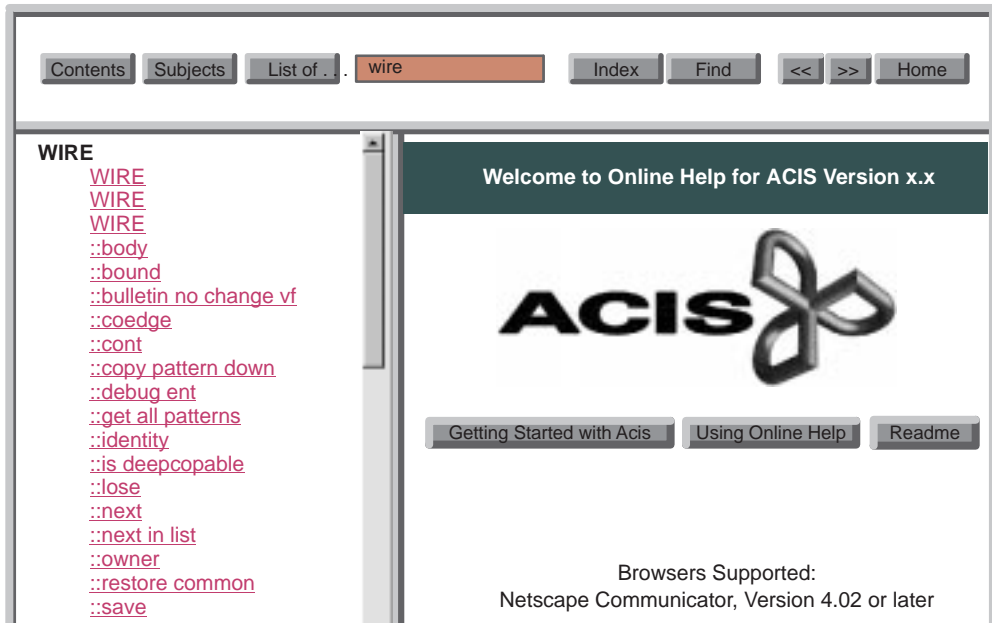 Contents Subjects List of . . . wire Index Find << >> Home
WIRE
WIRE
WIRE
WIRE
::body
::bound
::bulletin no change vf
::coedge
::cont
::copy pattern down
::debug ent
::get all patterns
::identity
::is deepcopable
::lose
::next
::next in list
::owner
::restore common
::save
Welcome to Online Help for ACIS Version x.x
ACIS
Getting Started with Acis Using Online Help Readme
Browsers Supported:
Netscape Communicator, Version 4.02 or later